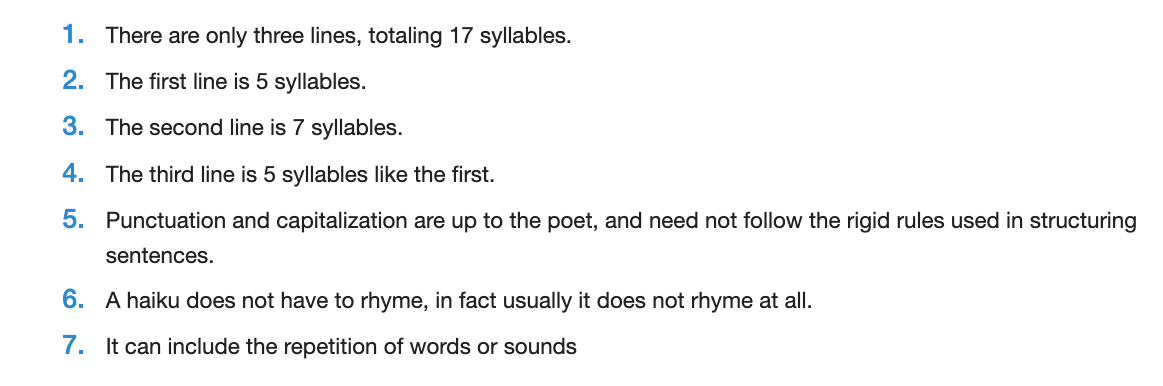 1. There are only three lines, totaling 17 syllables.
2. The first line is 5 syllables.
3. The second line is 7 syllables.
4. The third line is 5 syllables like the first.
5. Punctuation and capitalization are up to the poet, and need not follow the rigid rules used in structuring
sentences.
6. A haiku does not have to rhyme, in fact usually it does not rhyme at all.
7. It can include the repetition of words or sounds